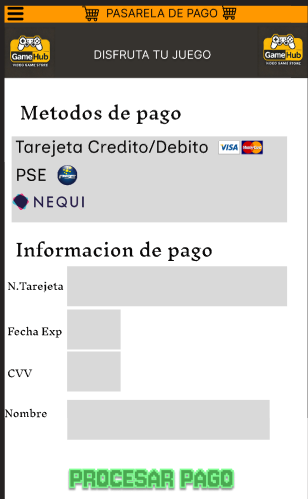 PASARELA DE PAGO
GameHub
VIDEO GAME STORE
DISFRUTA TU JUEGO
GameHub
VIDEO GAME STORE
Metodos de pago
Tarejeta Credito/Debito VISA MasterCard
PSE
NEQUI
Informacion de pago
N.Tarejeta
Fecha Exp
CVV
Nombre
PROCESAR PAGO